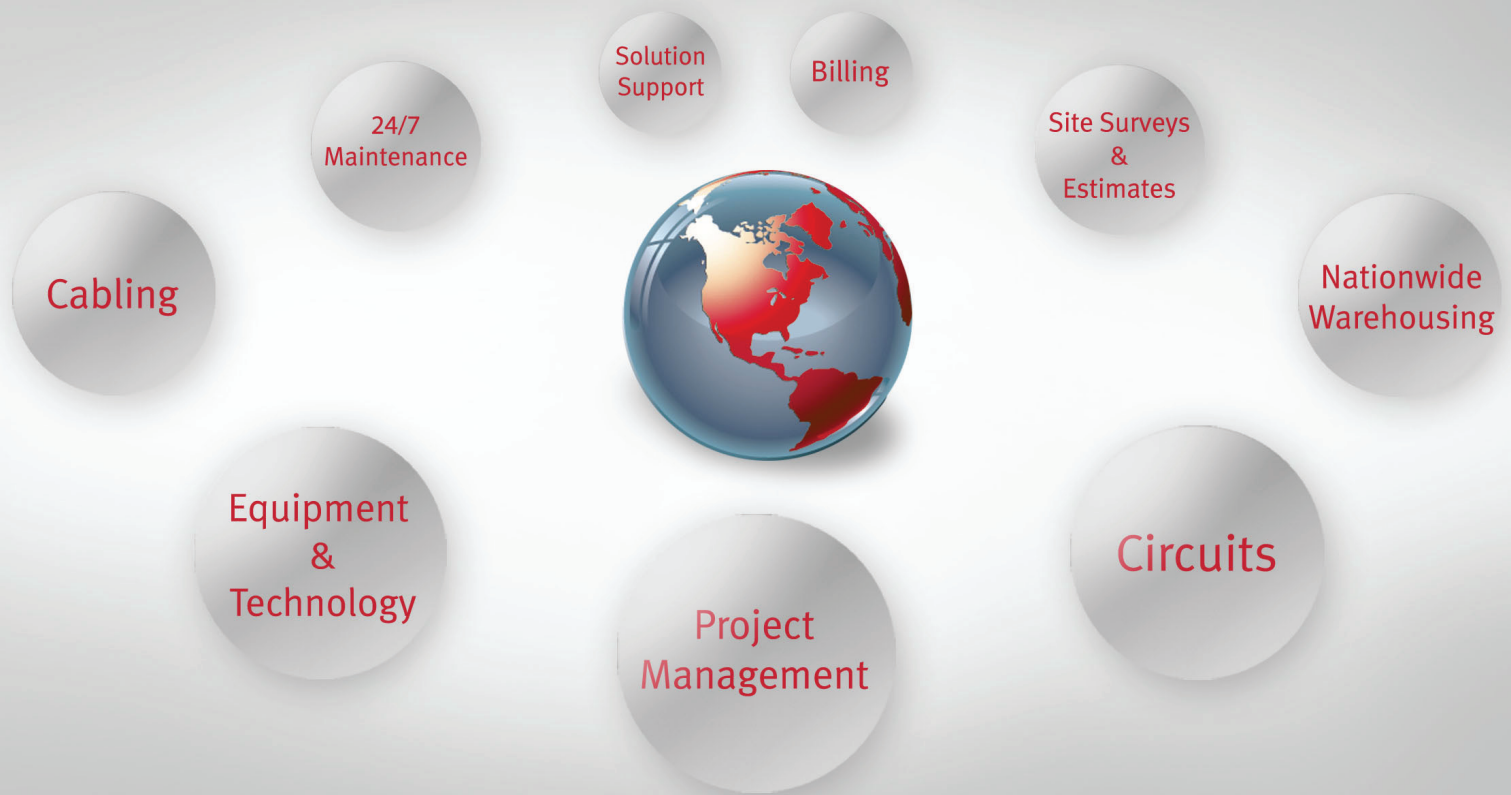 Solution
Support
Billing
24/7
Maintenance
Site Surveys
&
Estimates
Cabling
Nationwide
Warehousing
Equipment
&
Technology
Circuits
Project
Management